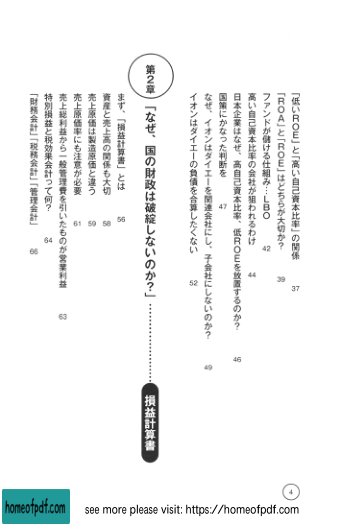 「低いROE」と「高い自己資本比率」の関係 37
「ROA」と「ROE」はどちらが大切か? 39
ファンドが儲ける仕組み:LBO 42
高い自己資本比率の会社が狙われるわけ 44
日本企業はなぜ、高自己資本比率、低ROEを放置するのか? 46
国策にかなった判断を 47
なぜ、イオンはダイエーを関連会社にし、子会社にしないのか? 49
イオンはダイエーの負債を合算したくない 52
第2章 「なぜ、国の財政は破綻しないのか?」 損益計算書
まず、「損益計算書」とは 56
資産と売上高の関係も大切 58
売上原価は製造原価と違う 59
売上原価率にも注意が必要 61
売上総利益から一般管理費を引いたものが営業利益 63
特別損益と税効果会計って何? 64
「財務会計」「税務会計」「管理会計」 66
4
homeofpdf.com
see more please visit: https://homeofpdf.com